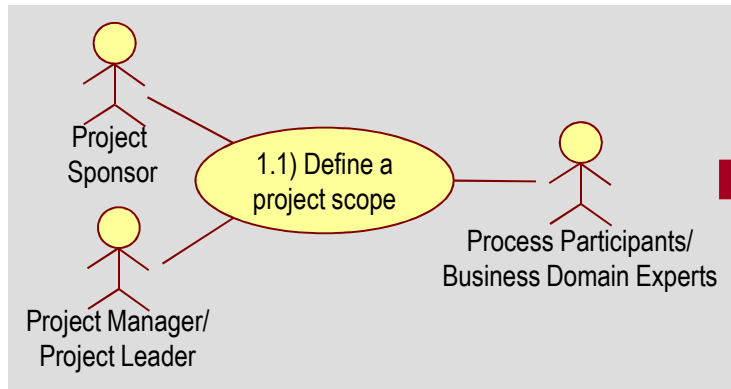 Project
Sponsor
1.1) Define a
project scope
Process Participants/
Business Domain Experts
Project Manager/
Project Leader